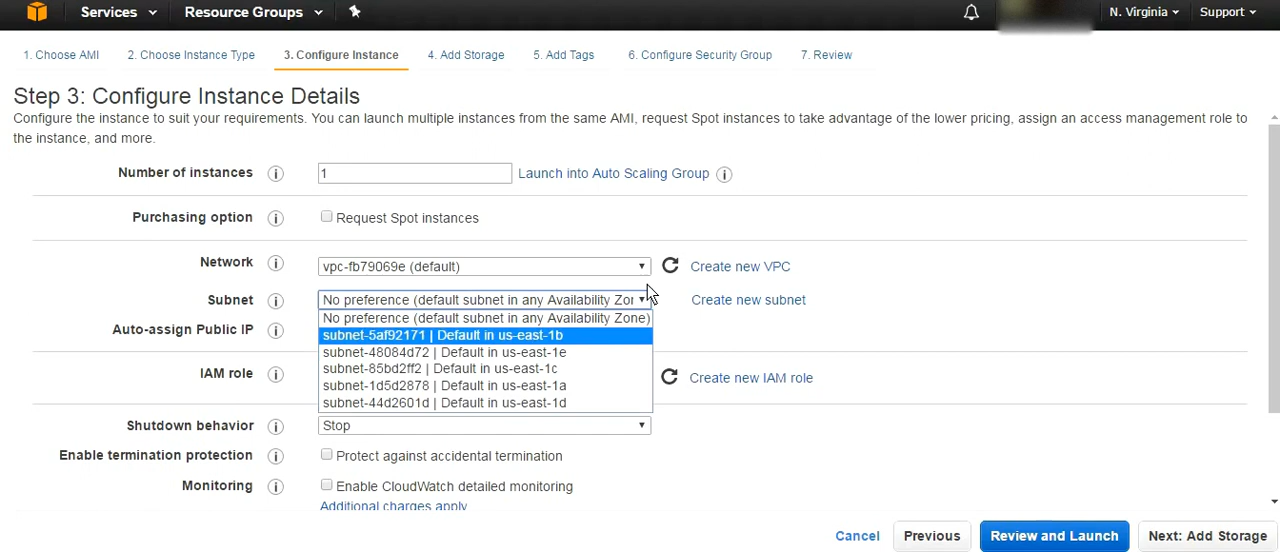 Services Resource Groups N. Virginia Support
1. Choose AMI 2. Choose Instance Type 3. Configure Instance 4. Add Storage 5. Add Tags 6. Configure Security Group 7. Review
Step 3: Configure Instance Details
Configure the instance to suit your requirements. You can launch multiple instances from the same AMI, request Spot instances to take advantage of the lower pricing, assign an access management role to
the instance, and more.
Number of instances 1 Launch into Auto Scaling Group
Purchasing option Request Spot instances
Network vpc-fb79069e (default) Create new VPC
Subnet No preference (default subnet in any Availability Zor Create new subnet
No preference (default subnet in any Availability Zone)
Auto-assign Public IP subnet-5af92171 | Default in us-east-1b
subnet-48084d72 | Default in us-east-1e
subnet-85bd2ff2 | Default in us-east-1c
IAM role Create new IAM role
subnet-1d5d2878 | Default in us-east-1a
subnet-44d2601d | Default in us-east-1d
Shutdown behavior Stop
Enable termination protection Protect against accidental termination
Monitoring Enable CloudWatch detailed monitoring
Additional charges apply
Cancel Previous Review and Launch Next: Add Storage